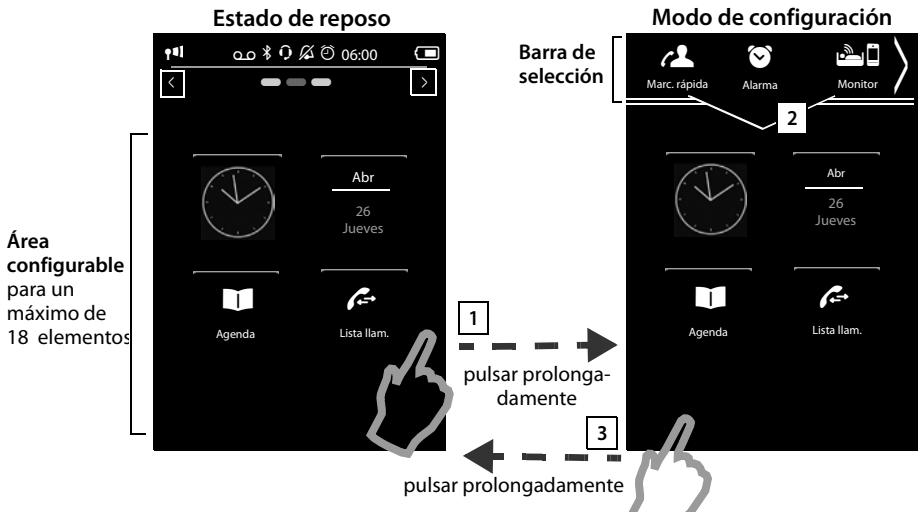 Estado de reposo
06:00
Abr
26
Jueves
Agenda
Lista llam.
Área
configurable
para un
máximo de
18 elementos
1
pulsar prolonga-
damente
3
pulsar prolongadamente
Modo de configuración
Barra de
selección
Marc. rápida
Alarma
Monitor
2
Abr
26
Jueves
Agenda
Lista llam.